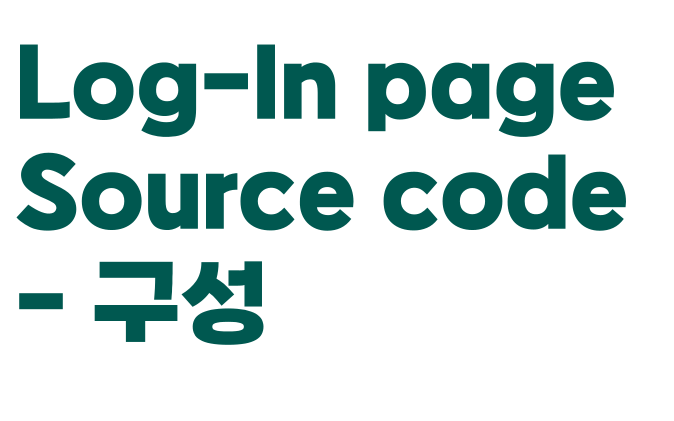 Log-In page
Source code
- 구성